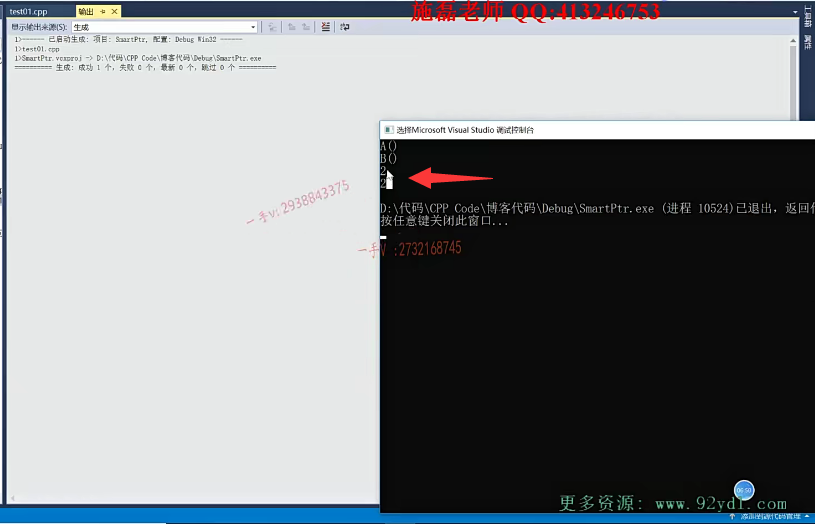 施磊老师 QQ:413246753
test01.cpp
输出
显示输出来源(S): 生成
1)------ 已启动生成: 项目: SmartPtr, 配置: Debug Win32 ------
1)test01.cpp
1)SmartPtr.vcxproj -> D:\代码\CPP Code\博客代码\Debug\SmartPtr.exe
========== 生成: 成功 1 个，失败 0 个，最新 0 个，跳过 0 个 ==========
选择Microsoft Visual Studio 调试控制台
A()
B()
2
2
D:\代码\CPP Code\博客代码\Debug\SmartPtr.exe (进程 10524)已退出，返回
按任意键关闭此窗口...
一手V:2938843375
一手V :2732168745
00:50
更多资源: www.92ydl.com
添加到源代码管理